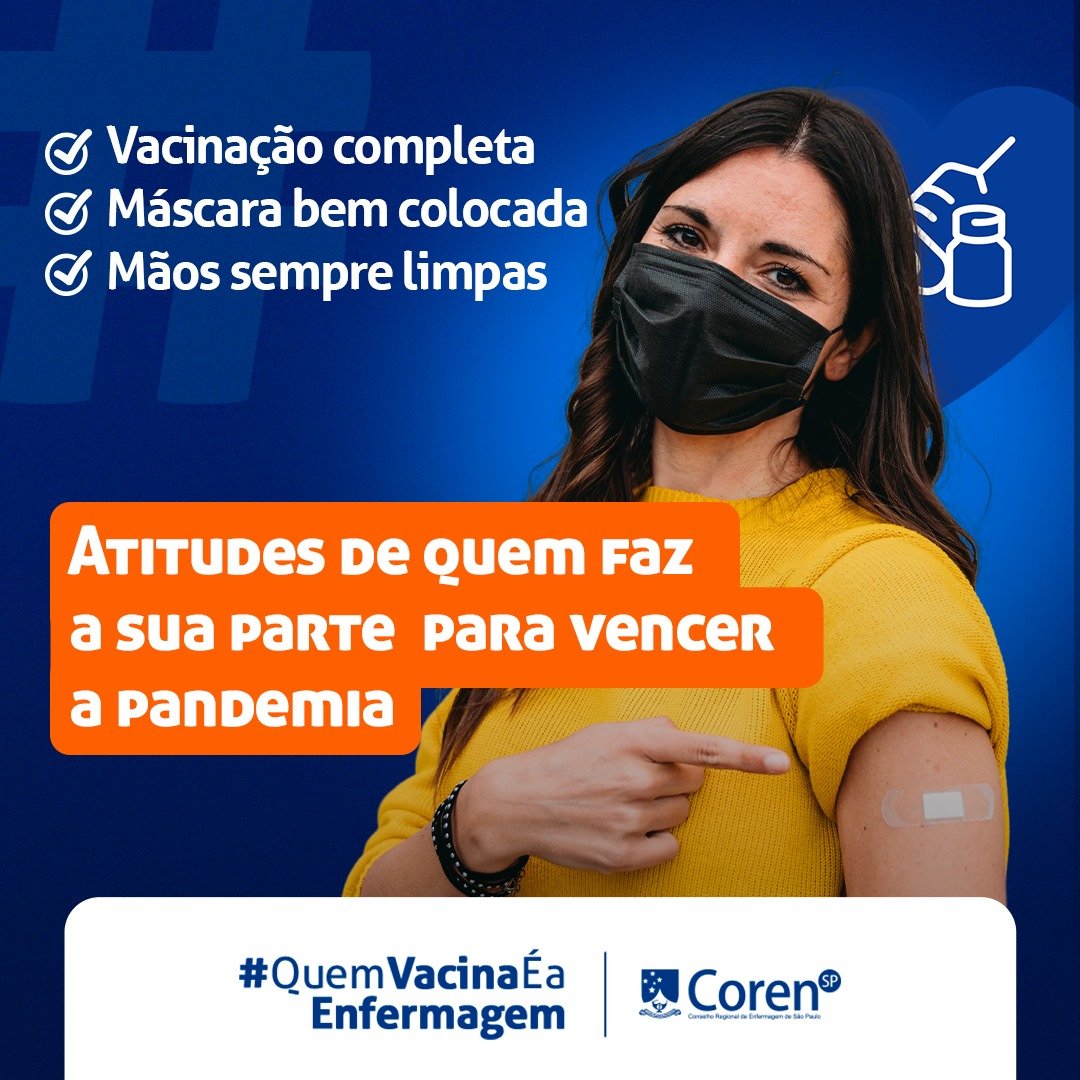 Vacinação completa
Máscara bem colocada
Mãos sempre limpas
Atitudes de quem faz
a sua parte para vencer
a pandemia
#QuemVacinaÉa
Enfermagem
Coren SP
Conselho Regional de Enfermagem de São Paulo